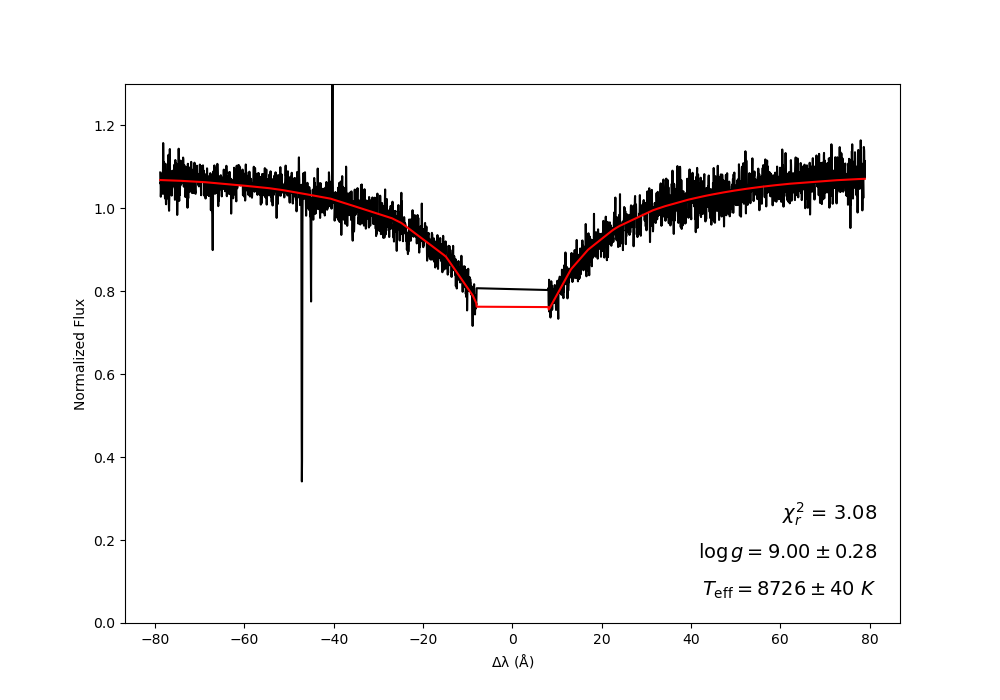 1.2
1.0
0.8
0.6
0.4
0.2
0.0
Normalized Flux
χ²ᵣ = 3.08
log g = 9.00 ± 0.28
T_eff = 8726 ± 40 K
−80 −60 −40 −20 0 20 40 60 80
Δλ (Å)